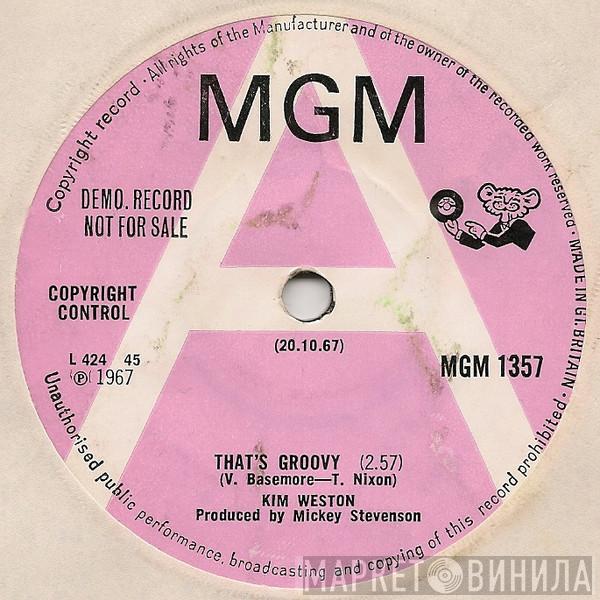 Copyright record · All rights of the Manufacturer and of the owner of the recorded work reserved · MADE IN GT. BRITAIN ·
Unauthorised public performance, broadcasting and copying of this record prohibited ·
MGM
DEMO. RECORD
NOT FOR SALE
COPYRIGHT
CONTROL
(20.10.67)
L 424 45
℗ 1967
MGM 1357
THAT'S GROOVY (2.57)
(V. Basemore—T. Nixon)
KIM WESTON
Produced by Mickey Stevenson
МАРКЕТ ВИНИЛА